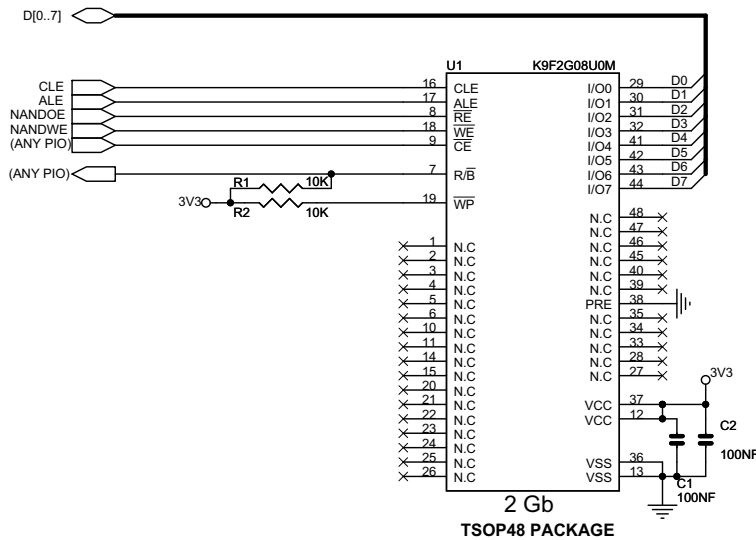 D[0..7]
U1 K9F2G08U0M
CLE 16 CLE I/O0 29 D0
ALE 17 ALE I/O1 30 D1
NANDOE 8 RE I/O2 31 D2
NANDWE 18 WE I/O3 32 D3
(ANY PIO) 9 CE I/O4 41 D4
I/O5 42 D5
(ANY PIO) 7 R/B I/O6 43 D6
I/O7 44 D7
R1 10K
3V3 R2 10K 19 WP
N.C 48
N.C 47
1 N.C N.C 46
2 N.C N.C 45
3 N.C N.C 40
4 N.C N.C 39
5 N.C PRE 38
6 N.C N.C 35
10 N.C N.C 34
11 N.C N.C 33
14 N.C N.C 28
15 N.C N.C 27
20 N.C 3V3
21 N.C VCC 37
22 N.C VCC 12
23 N.C C2
24 N.C 100NF
25 N.C VSS 36
26 N.C VSS 13 C1
100NF
2 Gb
TSOP48 PACKAGE